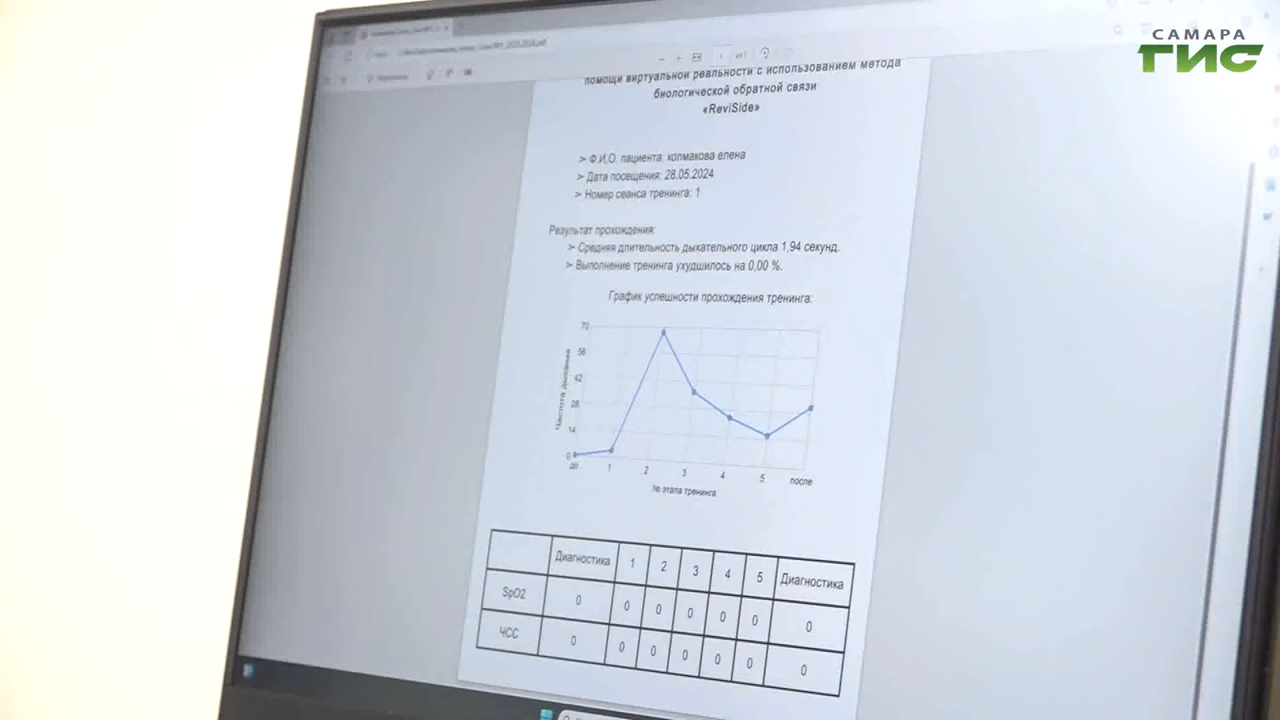 САМАРА
ГИС
помощи виртуальной реальности с использованием метода
биологической обратной связи
«ReviSide»
➢ Ф.И.О. пациента: колмакова елена
➢ Дата посещения: 28.05.2024
➢ Номер сеанса тренинга: 1
Результат прохождения:
➢ Средняя длительность дыхательного цикла 1,94 секунд.
➢ Выполнение тренинга ухудшилось на 0,00 %.
График успешности прохождения тренинга:
Частота дыхания
70
56
42
28
14
0
до 1 2 3 4 5 после
№ этапа тренинга
Диагностика 1 2 3 4 5 Диагностика
SpO2 0 0 0 0 0 0 0
ЧСС 0 0 0 0 0 0 0